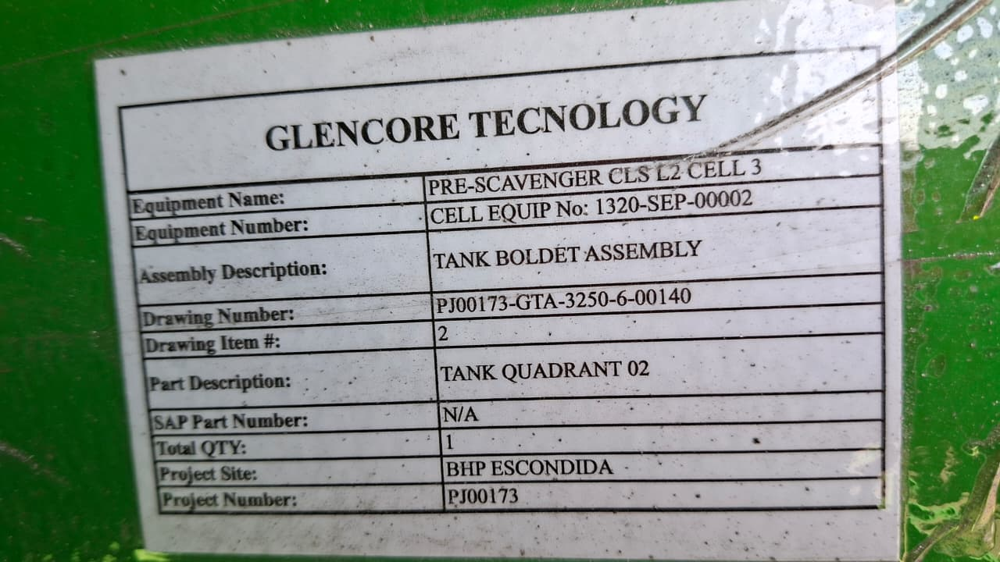 GLENCORE TECNOLOGY
Equipment Name: PRE-SCAVENGER CLS L2 CELL 3
Equipment Number: CELL EQUIP No: 1320-SEP-00002
Assembly Description: TANK BOLDET ASSEMBLY
Drawing Number: PJ00173-GTA-3250-6-00140
Drawing Item #: 2
Part Description: TANK QUADRANT 02
SAP Part Number: N/A
Total QTY: 1
Project Site: BHP ESCONDIDA
Project Number: PJ00173